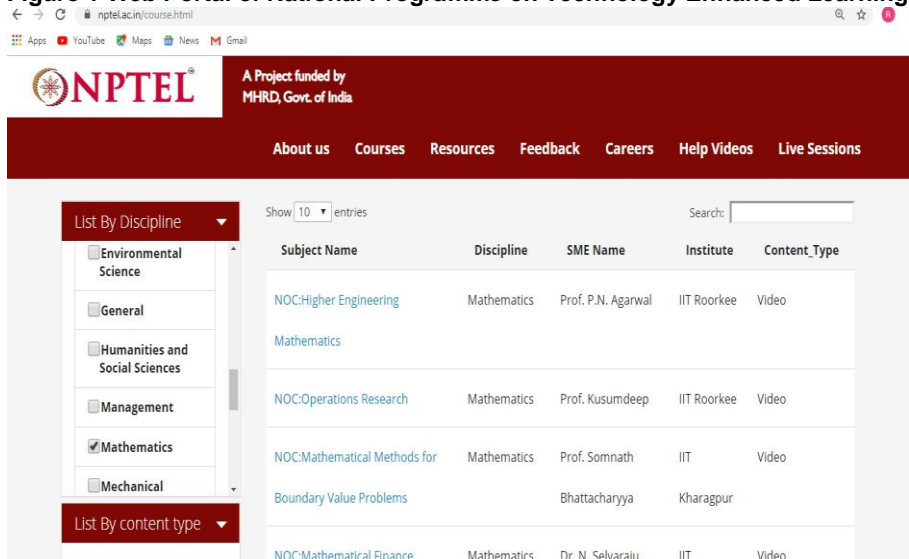 Figure 1 Web Portal of National Programme on Technology Enhanced Learning
nptel.ac.in/course.html
R
Apps YouTube Maps News Gmail
NPTEL®
A Project funded by
MHRD, Govt. of India
About us Courses Resources Feedback Careers Help Videos Live Sessions
List By Discipline
Environmental
Science
General
Humanities and
Social Sciences
Management
Mathematics
Mechanical
List By content type
Show 10 entries Search:
Subject Name Discipline SME Name Institute Content_Type
NOC:Higher Engineering Mathematics Prof. P.N. Agarwal IIT Roorkee Video
Mathematics
NOC:Operations Research Mathematics Prof. Kusumdeep IIT Roorkee Video
NOC:Mathematical Methods for Mathematics Prof. Somnath IIT Video
Boundary Value Problems Bhattacharyya Kharagpur
NOC:Mathematical Finance Mathematics Dr. N. Selvaraju IIT Video